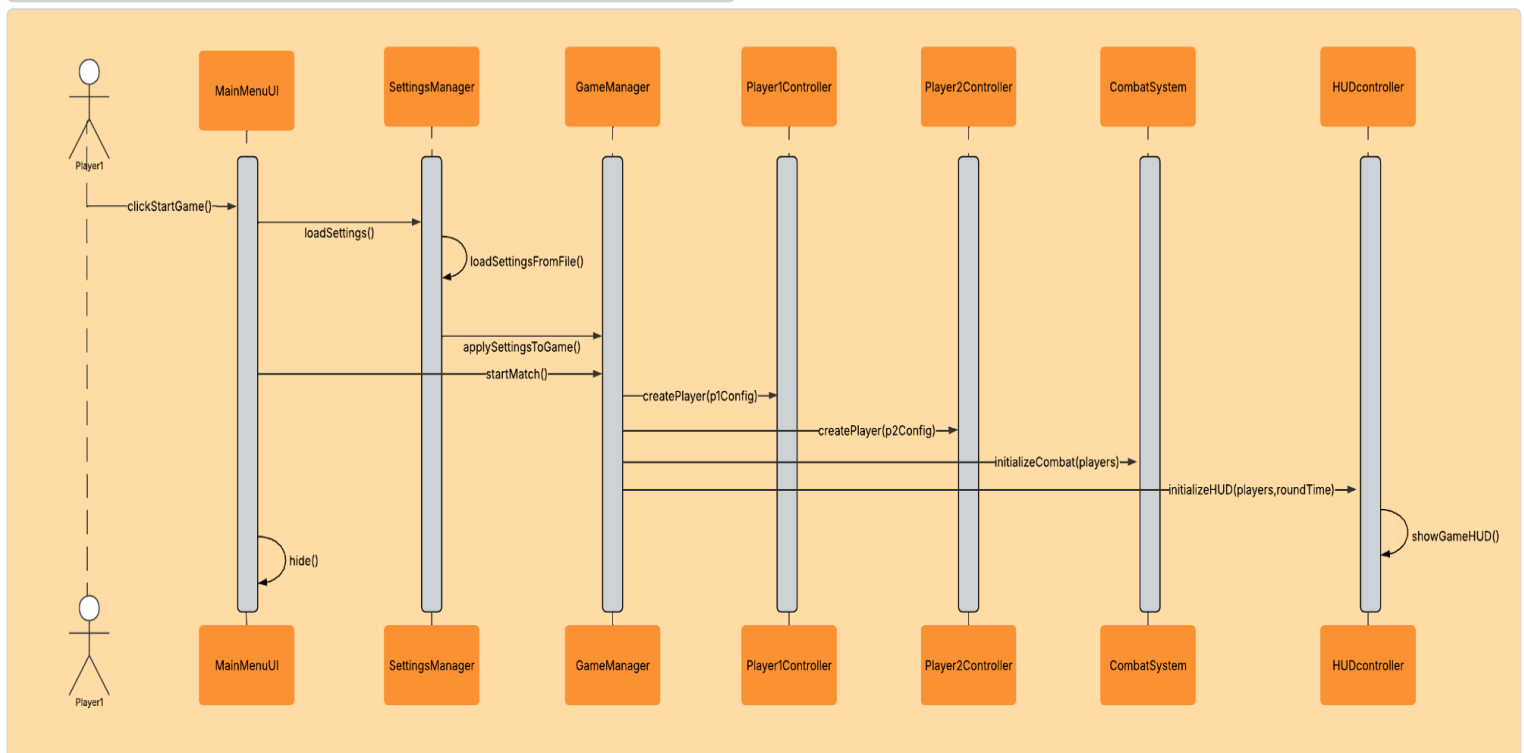 MainMenuUI
SettingsManager
GameManager
Player1Controller
Player2Controller
CombatSystem
HUDcontroller
Player1
clickStartGame()
loadSettings()
loadSettingsFromFile()
applySettingsToGame()
startMatch()
createPlayer(p1Config)
createPlayer(p2Config)
initializeCombat(players)
initializeHUD(players,roundTime)
showGameHUD()
hide()
MainMenuUI
SettingsManager
GameManager
Player1Controller
Player2Controller
CombatSystem
HUDcontroller
Player1